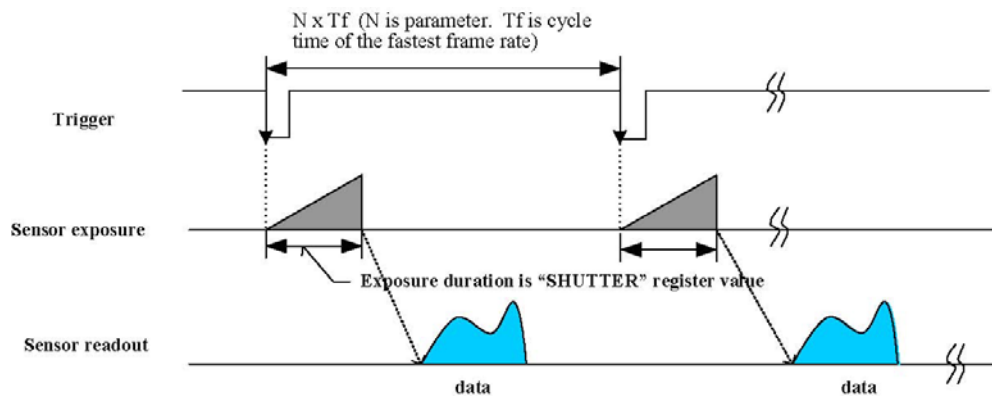 N x Tf (N is parameter. Tf is cycle
time of the fastest frame rate)
Trigger
Sensor exposure
Exposure duration is “SHUTTER” register value
Sensor readout
data
data